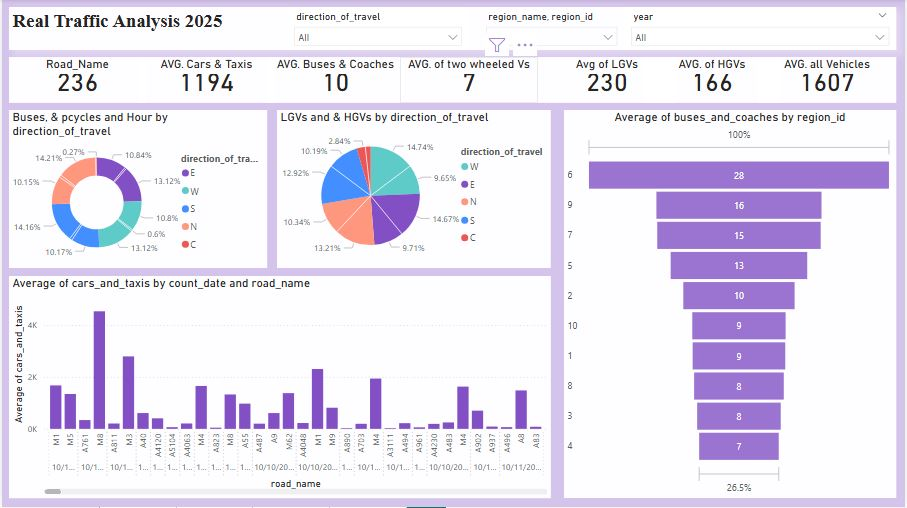 Real Traffic Analysis 2025
direction_of_travel
All
region_name, region_id
year
All
Road_Name
236
AVG. Cars & Taxis
1194
AVG. Buses & Coaches
10
AVG. of two wheeled Vs
7
Avg of LGVs
230
AVG. of HGVs
166
AVG. all Vehicles
1607
Buses, & pcycles and Hour by
direction_of_travel
0.27%
10.84%
14.21%
10.15%
13.12%
14.16%
10.8%
0.6%
10.17%
13.12%
direction_of_tra...
E
W
S
N
C
LGVs and & HGVs by direction_of_travel
2.84%
14.74%
10.19%
12.92%
9.65%
10.34%
14.67%
13.21%
9.71%
direction_of_travel
W
E
N
S
C
Average of cars_and_taxis by count_date and road_name
Average of cars_and_taxis
4K
2K
0K
M1 M5 A761 M8 A811 M3 A40 A4120 A5104 A4063 M4 A823 M8 A55 A487 A9 M62 A4048 M1 M9 A890 A703 M4 A3111 A494 A961 A4230 A483 M4 A902 A937 A496 A8 A83
10/1... 10/1... 10/1... 1... 1... 1... 1... 1... 10/10/20... 10/10/20... 10/1... 10/1... 10/1... 10/10/20... 10/1... 10/11/20...
road_name
Average of buses_and_coaches by region_id
100%
6 28
9 16
7 15
5 13
2 10
10 9
1 9
8 8
3 8
4 7
26.5%